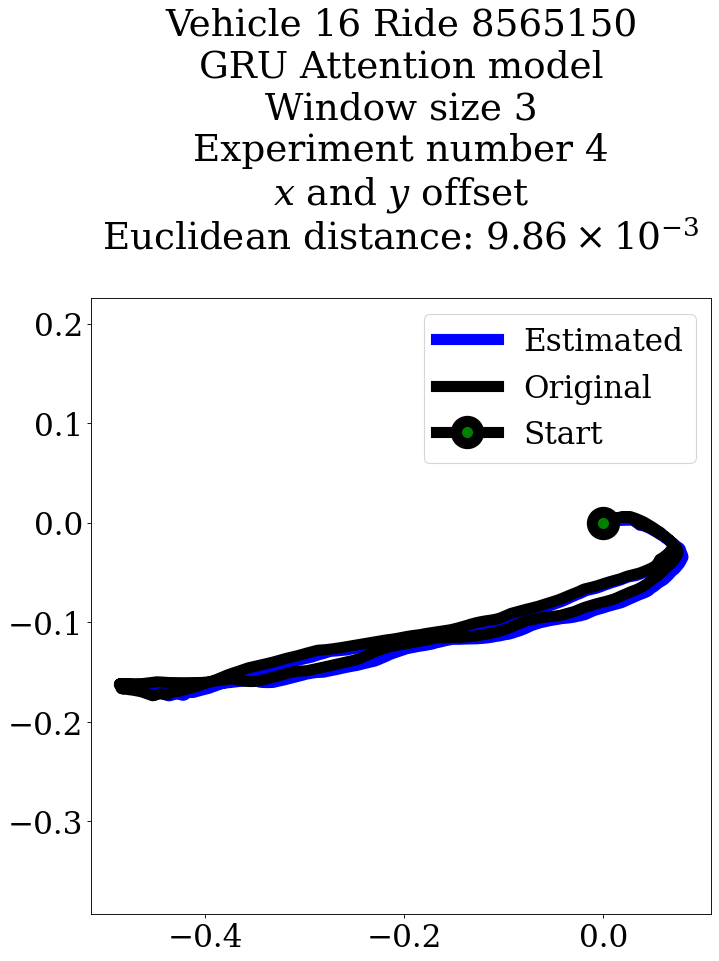 Vehicle 16 Ride 8565150
GRU Attention model
Window size 3
Experiment number 4
x and y offset
Euclidean distance: 9.86 × 10⁻³
Estimated
Original
Start
0.2
0.1
0.0
−0.1
−0.2
−0.3
−0.4
−0.2
0.0